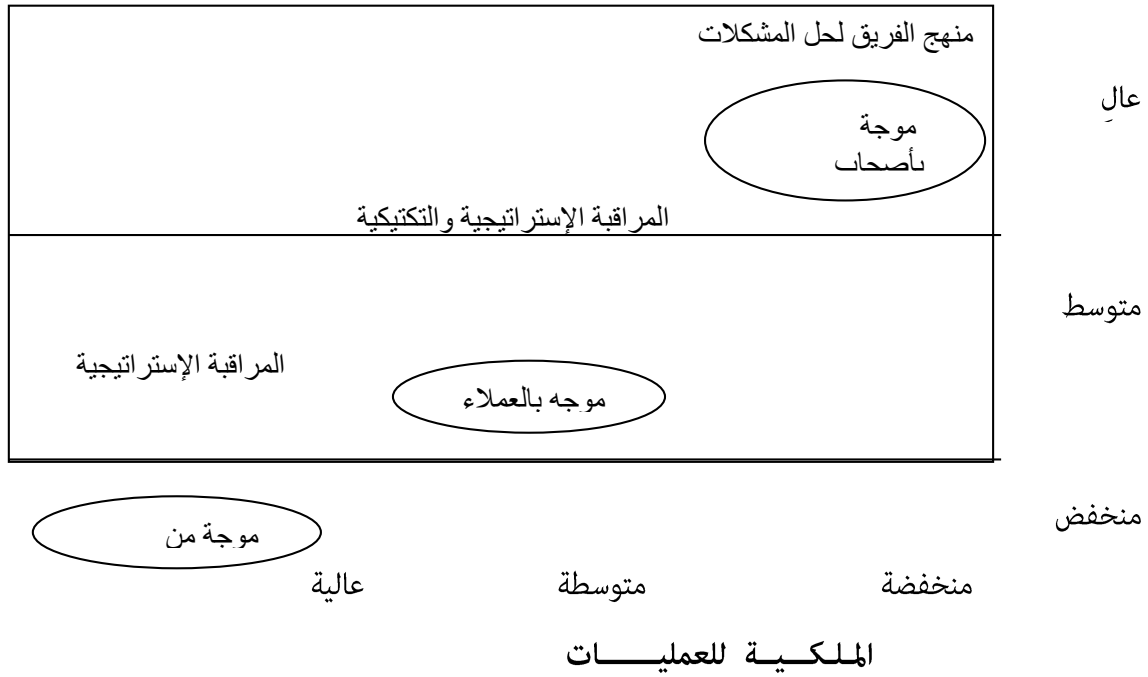 منهج الفريق لحل المشكلات
عالِ
موجة
بأصحاب
المراقبة الإستراتيجية والتكتيكية
متوسط
المراقبة الإستراتيجية
موجه بالعملاء
منخفض
موجة من
منخفضة متوسطة عالية
الملكية للعمليات